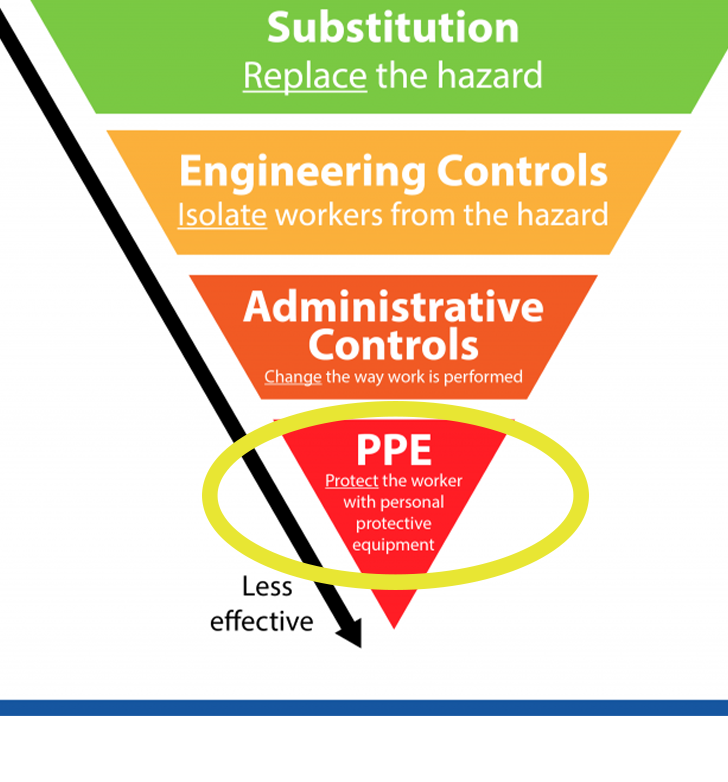 Substitution
Replace the hazard
Engineering Controls
Isolate workers from the hazard
Administrative
Controls
Change the way work is performed
PPE
Protect the worker
with personal
protective
equipment
Less
effective